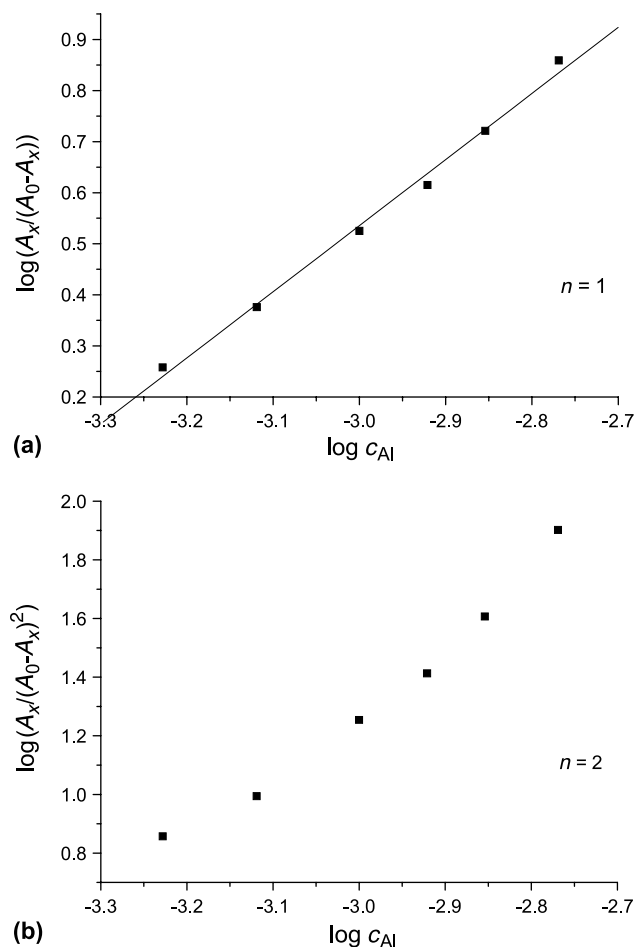 0.9
0.8
0.7
0.6
0.5
0.4
0.3
0.2
log(Aₓ/(A₀-Aₓ))
n = 1
-3.3 -3.2 -3.1 -3.0 -2.9 -2.8 -2.7
log c_Al
(a)
2.0
1.8
1.6
1.4
1.2
1.0
0.8
log(Aₓ/(A₀-Aₓ)²)
n = 2
-3.3 -3.2 -3.1 -3.0 -2.9 -2.8 -2.7
log c_Al
(b)